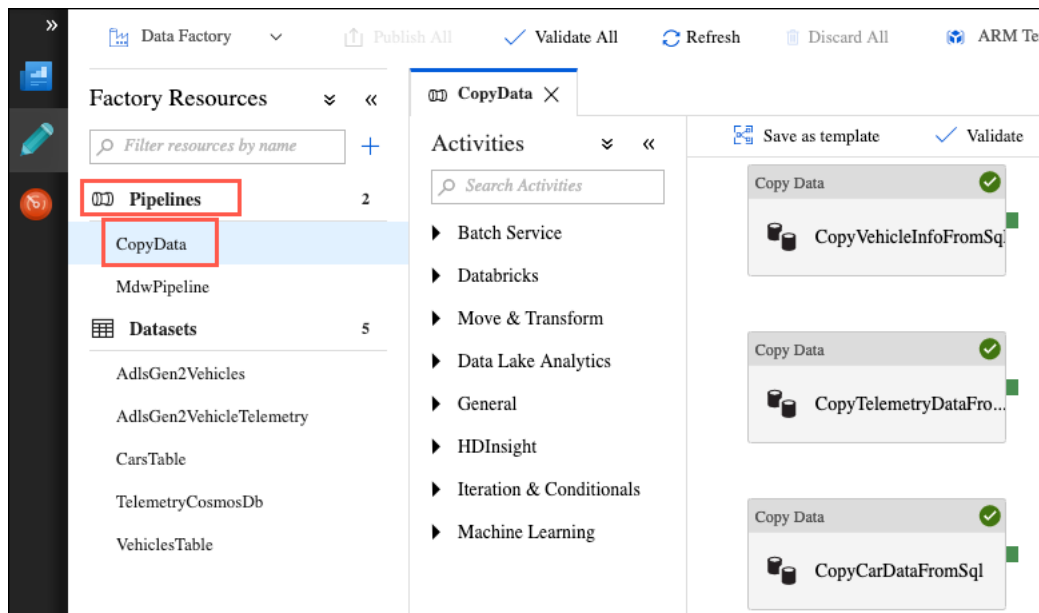 Data Factory
Publish All
Validate All
Refresh
Discard All
ARM Te
Factory Resources
Filter resources by name
Pipelines 2
CopyData
MdwPipeline
Datasets 5
AdlsGen2Vehicles
AdlsGen2VehicleTelemetry
CarsTable
TelemetryCosmosDb
VehiclesTable
CopyData
Activities
Search Activities
Batch Service
Databricks
Move & Transform
Data Lake Analytics
General
HDInsight
Iteration & Conditionals
Machine Learning
Save as template
Validate
Copy Data
CopyVehicleInfoFromSql
Copy Data
CopyTelemetryDataFro...
Copy Data
CopyCarDataFromSql